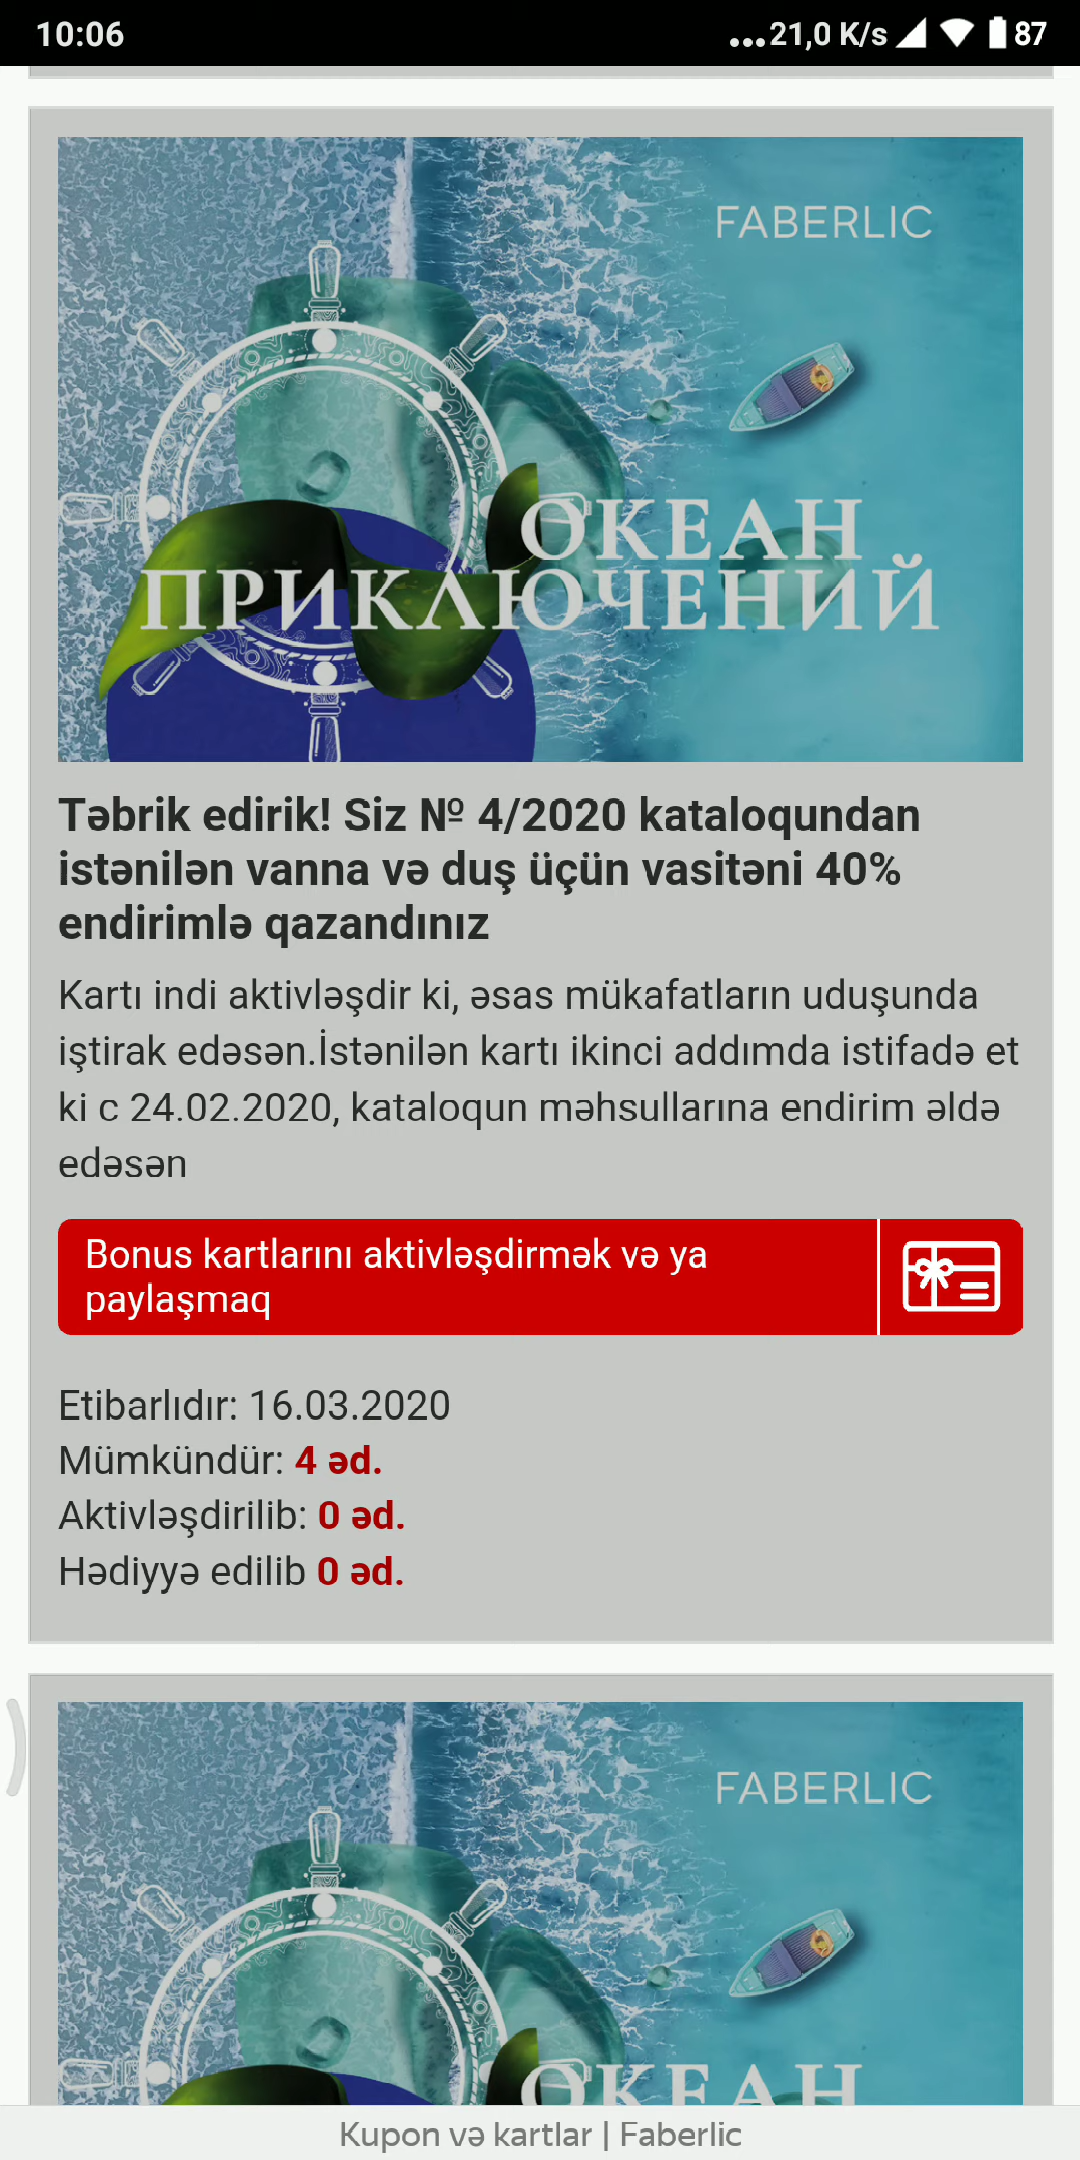 10:06
...21,0 K/s 87
FABERLIC
ОКЕАН
ПРИКЛЮЧЕНИЙ
Təbrik edirik! Siz № 4/2020 kataloqundan
istənilən vanna və duş üçün vasitəni 40%
endirimlə qazandınız
Kartı indi aktivləşdir ki, əsas mükafatların uduşunda
iştirak edəsən.İstənilən kartı ikinci addımda istifadə et
ki c 24.02.2020, kataloqun məhsullarına endirim əldə
edəsən
Bonus kartlarını aktivləşdirmək və ya
paylaşmaq
Etibarlıdır: 16.03.2020
Mümkündür: 4 əd.
Aktivləşdirilib: 0 əd.
Hədiyyə edilib 0 əd.
FABERLIC
ОКЕАН
Kupon və kartlar | Faberlic